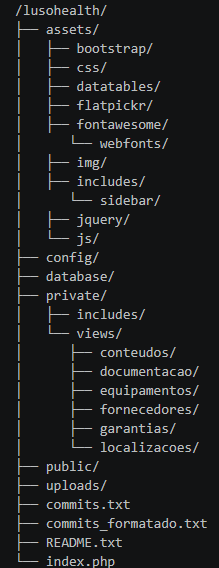 /lusohealth/
├── assets/
│   ├── bootstrap/
│   ├── css/
│   ├── datatables/
│   ├── flatpickr/
│   ├── fontawesome/
│       └── webfonts/
│   ├── img/
│   ├── includes/
│       └── sidebar/
│   ├── jquery/
│   └── js/
├── config/
├── database/
├── private/
│   ├── includes/
│   └── views/
│       ├── conteudos/
│       ├── documentacao/
│       ├── equipamentos/
│       ├── fornecedores/
│       ├── garantias/
│       └── localizacoes/
├── public/
├── uploads/
├── commits.txt
├── commits_formatado.txt
├── README.txt
└── index.php